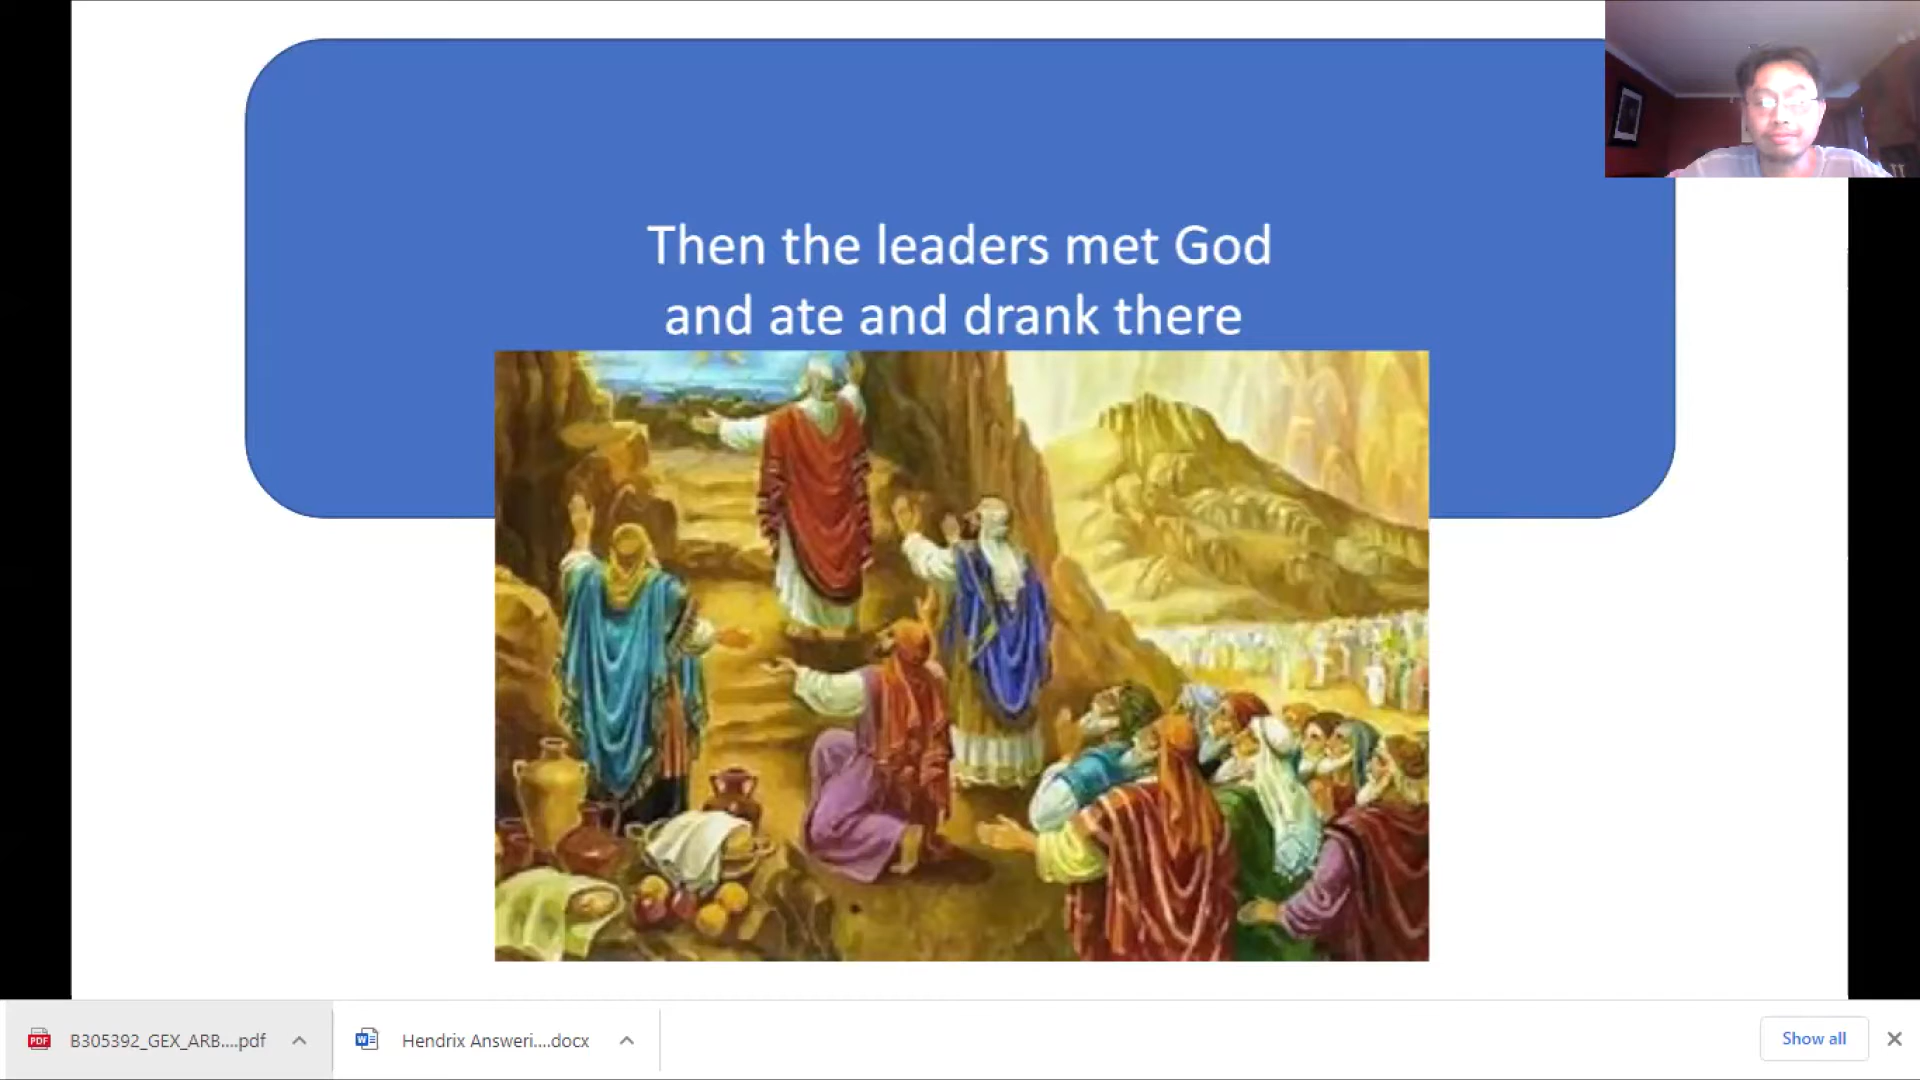 Then the leaders met God
and ate and drank there
B305392_GEX_ARB....pdf
Hendrix Answeri....docx
Show all